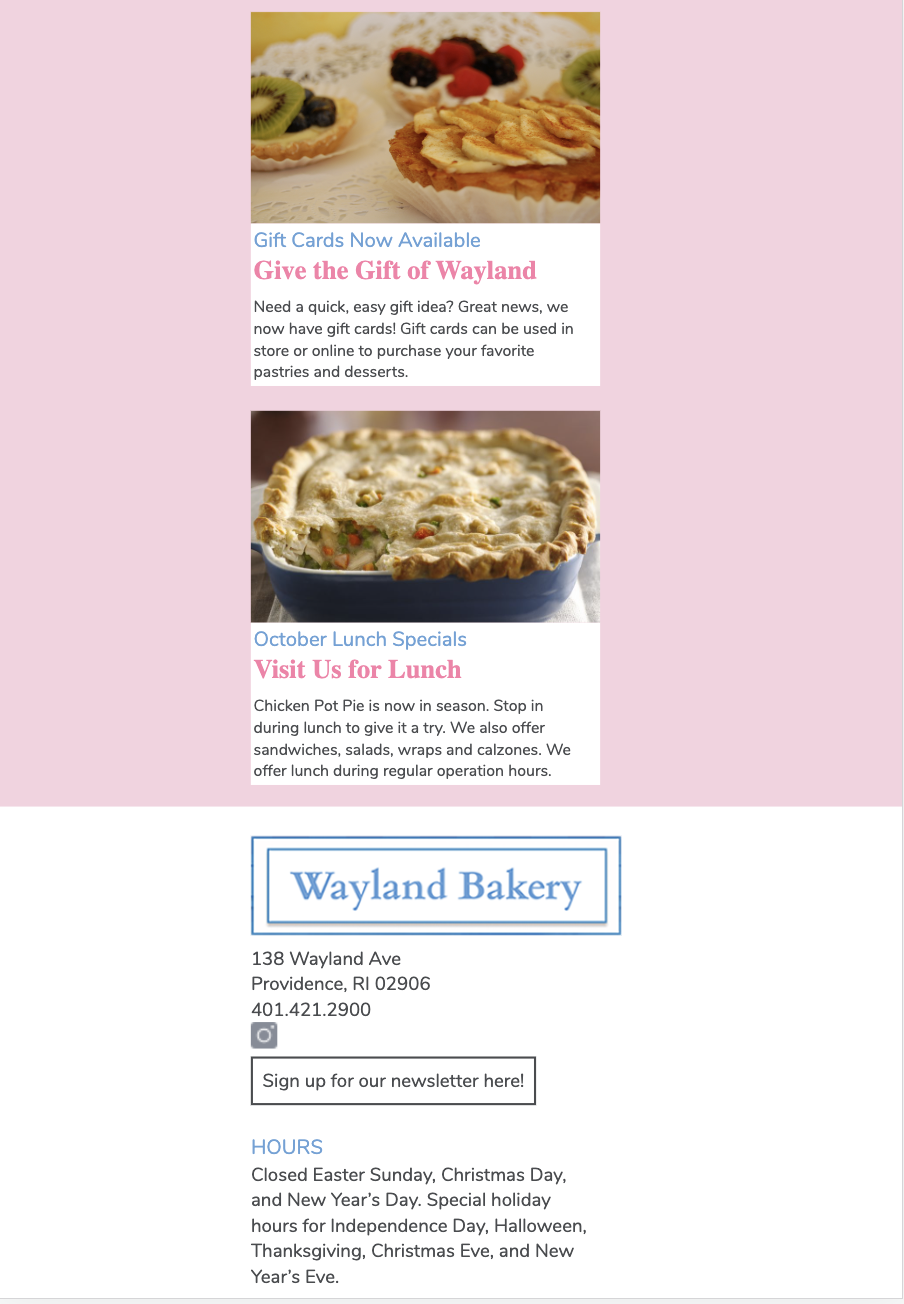 Gift Cards Now Available
Give the Gift of Wayland
Need a quick, easy gift idea? Great news, we
now have gift cards! Gift cards can be used in
store or online to purchase your favorite
pastries and desserts.
October Lunch Specials
Visit Us for Lunch
Chicken Pot Pie is now in season. Stop in
during lunch to give it a try. We also offer
sandwiches, salads, wraps and calzones. We
offer lunch during regular operation hours.
Wayland Bakery
138 Wayland Ave
Providence, RI 02906
401.421.2900
Sign up for our newsletter here!
HOURS
Closed Easter Sunday, Christmas Day,
and New Year’s Day. Special holiday
hours for Independence Day, Halloween,
Thanksgiving, Christmas Eve, and New
Year’s Eve.